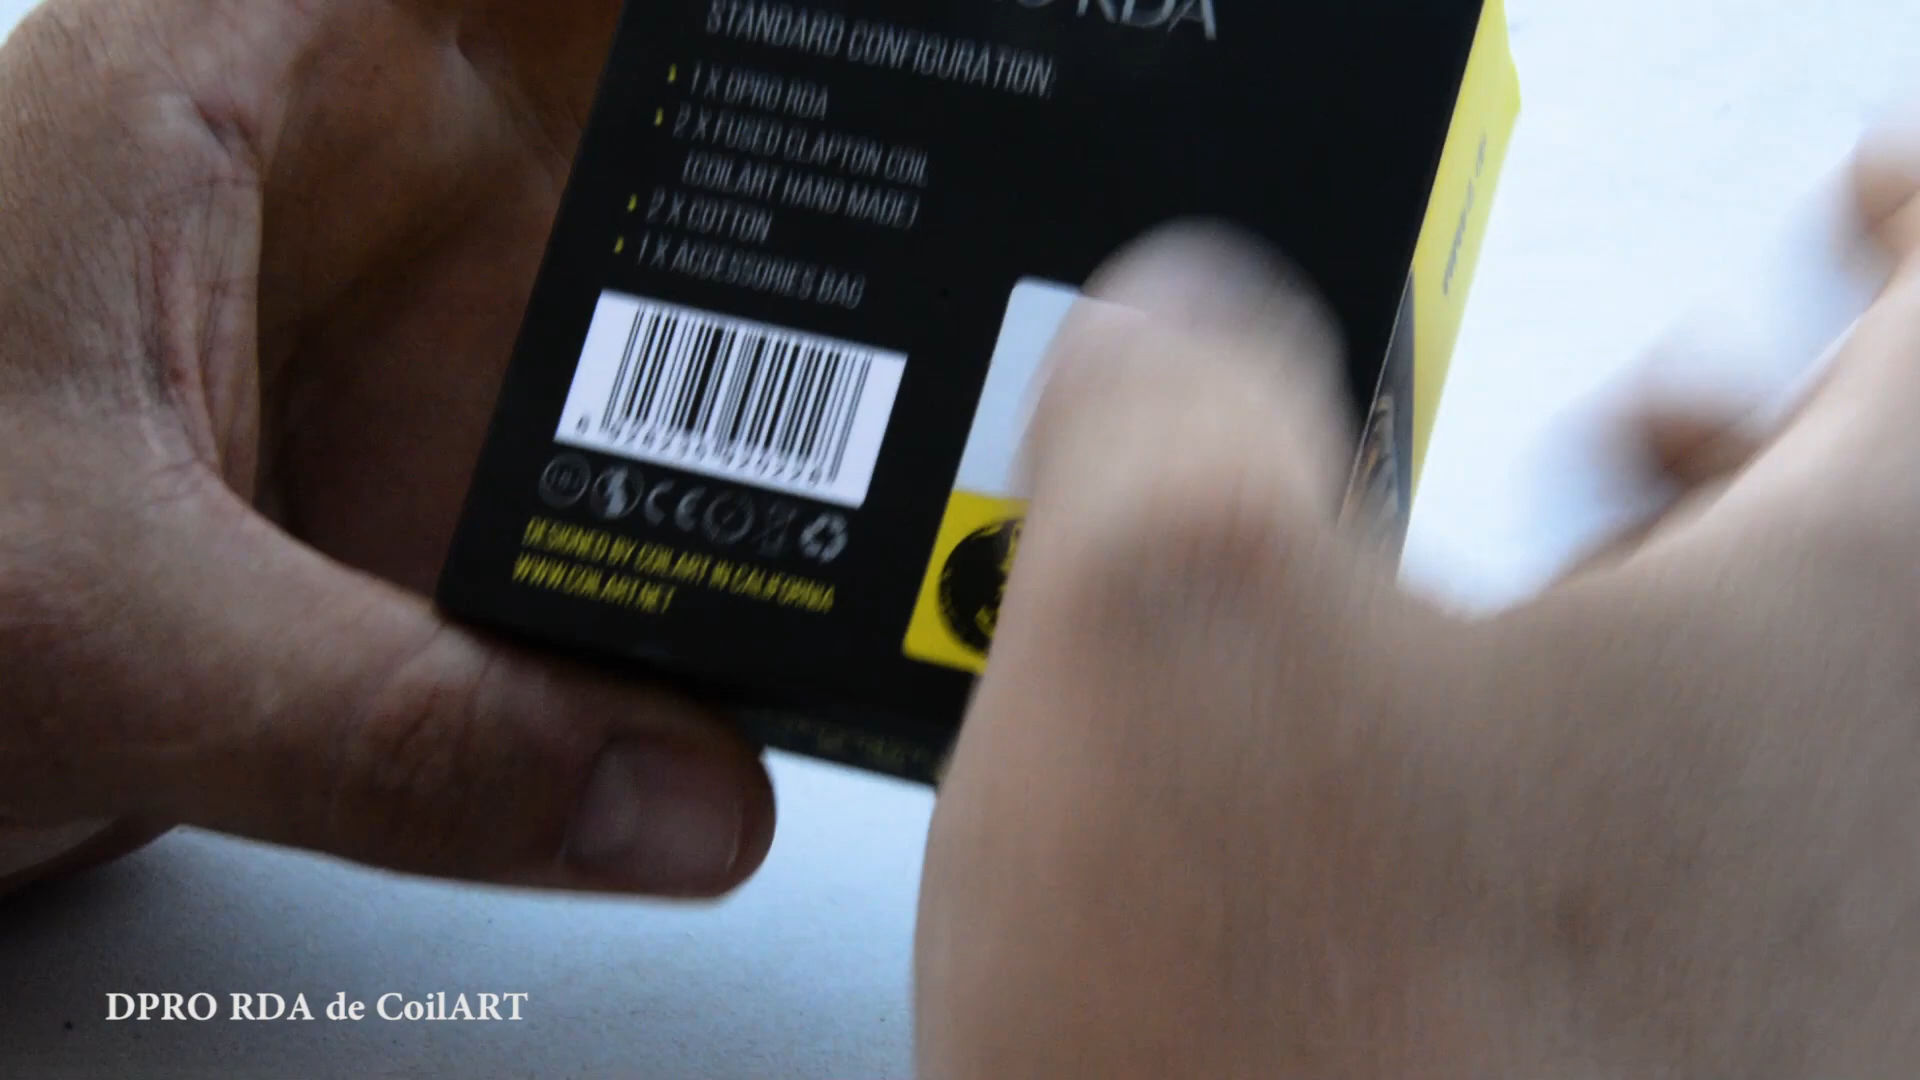 RDA
STANDARD CONFIGURATION:
1 X DPRO RDA
2 X FUSED CLAPTON COIL
(COILART HAND MADE)
2 X COTTON
1 X ACCESSORIES BAG
DESIGNED BY COILART IN CALIFORNIA
WWW.COILART.NET
DPRO RDA de CoilART